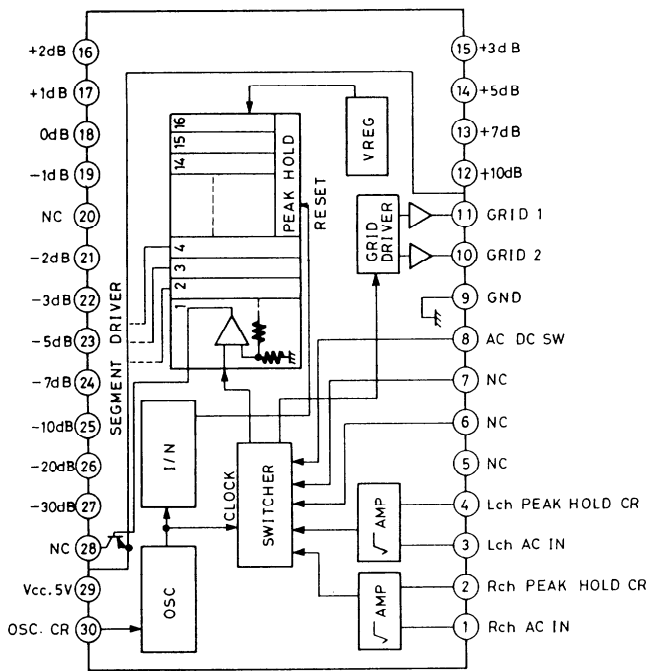 +2dB 16
+1dB 17
0dB 18
-1dB 19
NC 20
-2dB 21
-3dB 22
-5dB 23
-7dB 24
-10dB 25
-20dB 26
-30dB 27
NC 28
Vcc.5V 29
OSC. CR 30
SEGMENT DRIVER
16
15
14
4
3
2
1
PEAK HOLD
RESET
VREG
GRID DRIVER
I/N
OSC
CLOCK
SWITCHER
√AMP
√AMP
15 +3dB
14 +5dB
13 +7dB
12 +10dB
11 GRID 1
10 GRID 2
9 GND
8 AC DC SW
7 NC
6 NC
5 NC
4 Lch PEAK HOLD CR
3 Lch AC IN
2 Rch PEAK HOLD CR
1 Rch AC IN